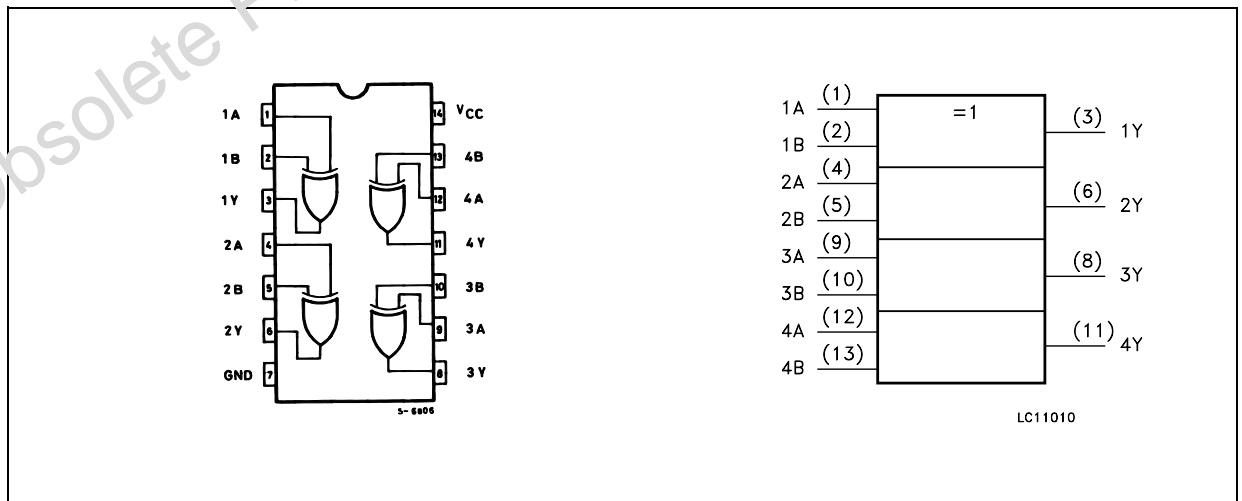 Obsolete P
1A 1 14 VCC
1B 2 13 4B
1Y 3 12 4A
2A 4 11 4Y
2B 5 10 3B
2Y 6 9 3A
GND 7 8 3Y
S-6806
=1
1A (1)
1B (2)
(3) 1Y
2A (4)
2B (5)
(6) 2Y
3A (9)
3B (10)
(8) 3Y
4A (12)
4B (13)
(11) 4Y
LC11010